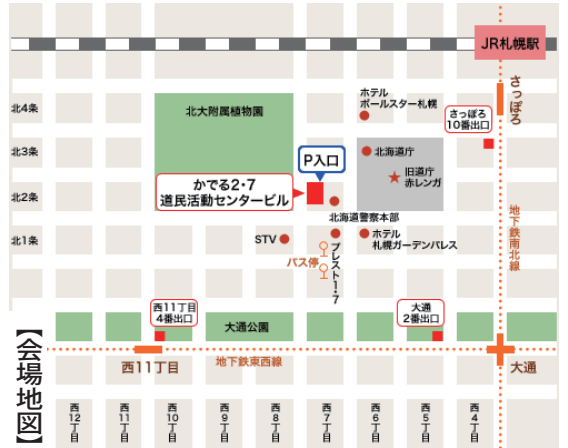 JR札幌駅
さっぽろ
ホテル
ポールスター札幌
さっぽろ
10番出口
北大附属植物園
北4条
北3条
北2条
北1条
P入口
北海道庁
旧道庁
赤レンガ
かでる2・7
道民活動センタービル
北海道警察本部
STV
バス停
プレスト1・7
ホテル
札幌ガーデンパレス
地下鉄南北線
西11丁目
4番出口
大通公園
大通
2番出口
西11丁目
地下鉄東西線
大通
【会場地図】
西12丁目
西11丁目
西10丁目
西9丁目
西8丁目
西7丁目
西6丁目
西5丁目
西4丁目